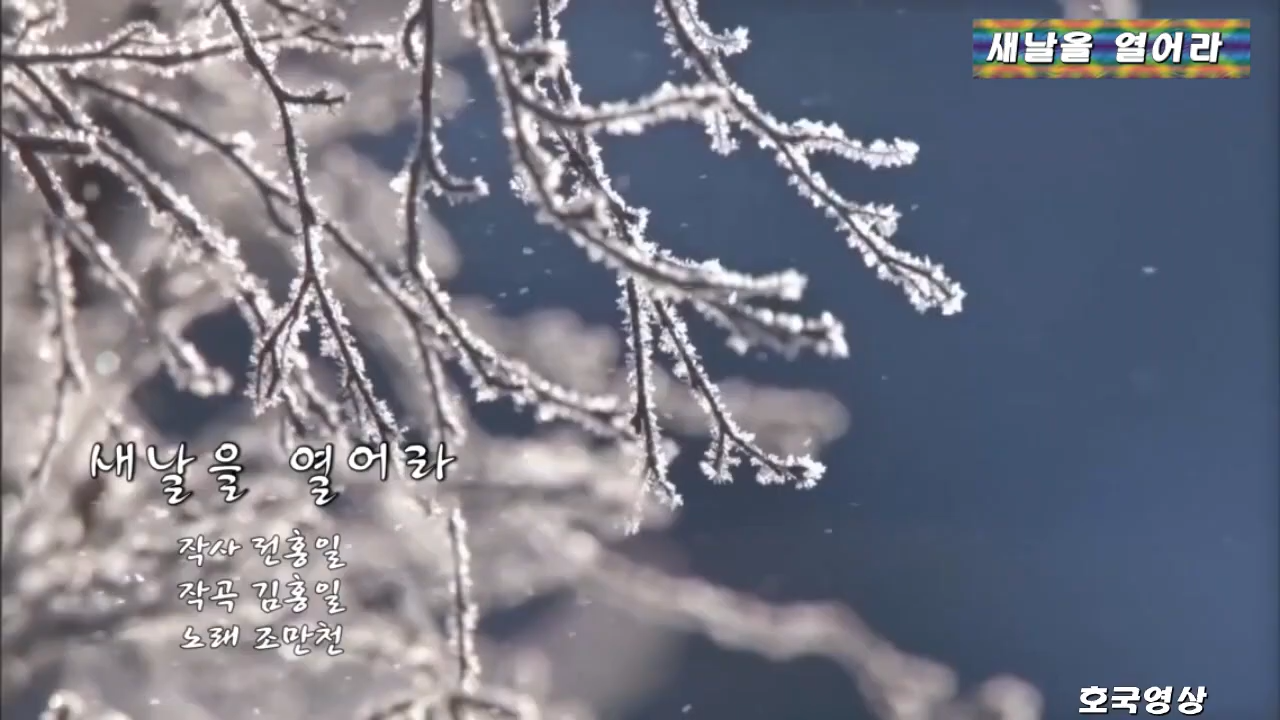 새날을 열어라
새날을 열어라
작사 전홍일
작곡 김홍일
노래 조만천
호국영상